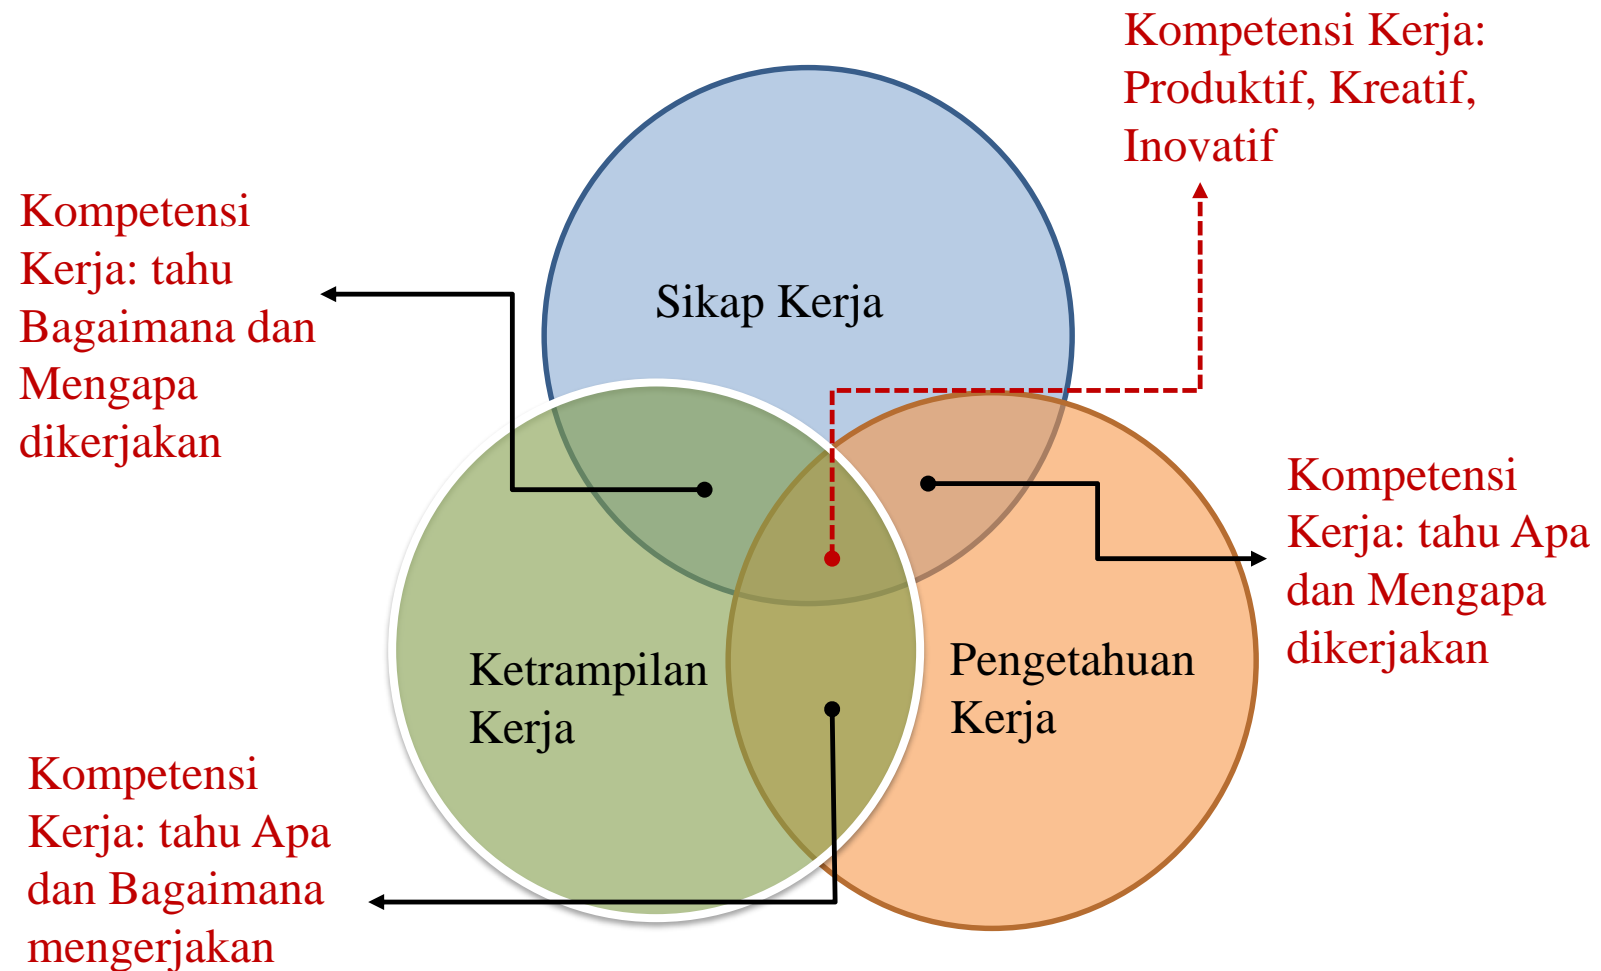 Kompetensi Kerja:
Produktif, Kreatif,
Inovatif
Kompetensi
Kerja: tahu
Bagaimana dan
Mengapa
dikerjakan
Sikap Kerja
Kompetensi
Kerja: tahu Apa
dan Mengapa
dikerjakan
Ketrampilan
Kerja
Pengetahuan
Kerja
Kompetensi
Kerja: tahu Apa
dan Bagaimana
mengerjakan